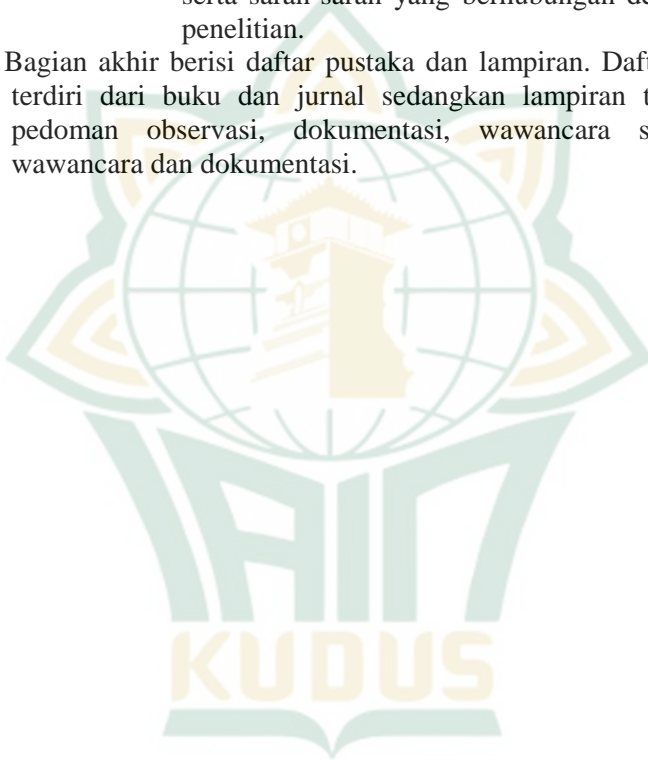 serta saran-saran yang berhubungan de
penelitian.
Bagian akhir berisi daftar pustaka dan lampiran. Daft
terdiri dari buku dan jurnal sedangkan lampiran t
pedoman observasi, dokumentasi, wawancara s
wawancara dan dokumentasi.
IAIN
KUDUS